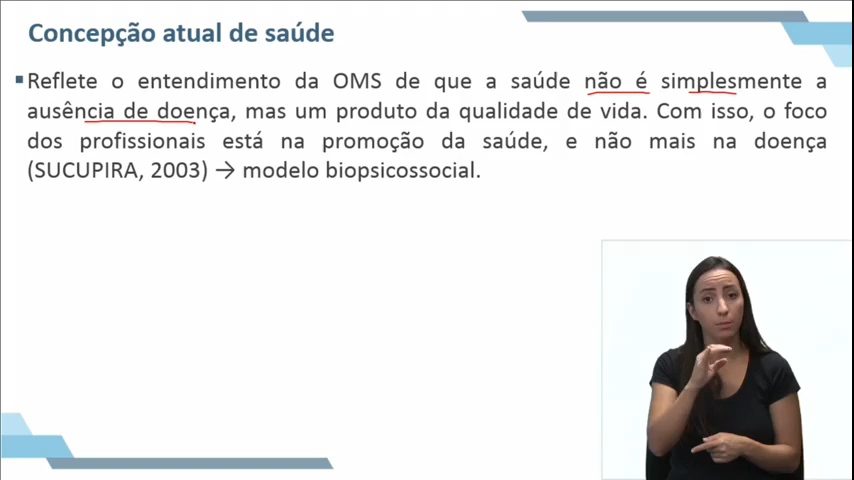 Concepção atual de saúde
▪Reflete o entendimento da OMS de que a saúde não é simplesmente a
ausência de doença, mas um produto da qualidade de vida. Com isso, o foco
dos profissionais está na promoção da saúde, e não mais na doença
(SUCUPIRA, 2003) → modelo biopsicossocial.